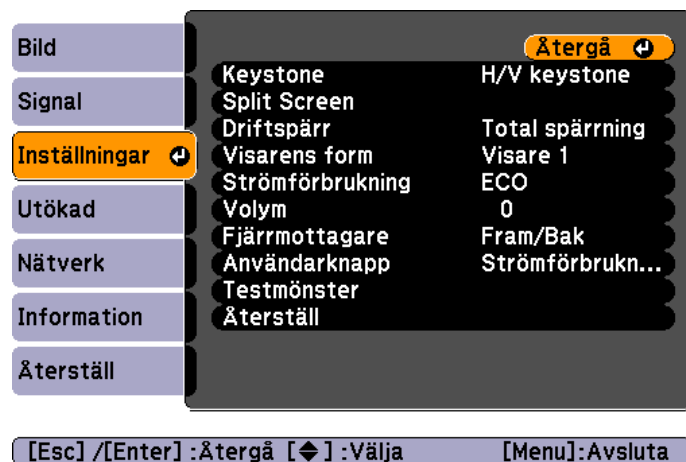 Bild
Signal
Inställningar
Utökad
Nätverk
Information
Återställ
Återgå
Keystone H/V keystone
Split Screen
Driftspärr Total spärrning
Visarens form Visare 1
Strömförbrukning ECO
Volym 0
Fjärrmottagare Fram/Bak
Användarknapp Strömförbrukn...
Testmönster
Återställ
[Esc] /[Enter] :Återgå [◆] :Välja [Menu]:Avsluta